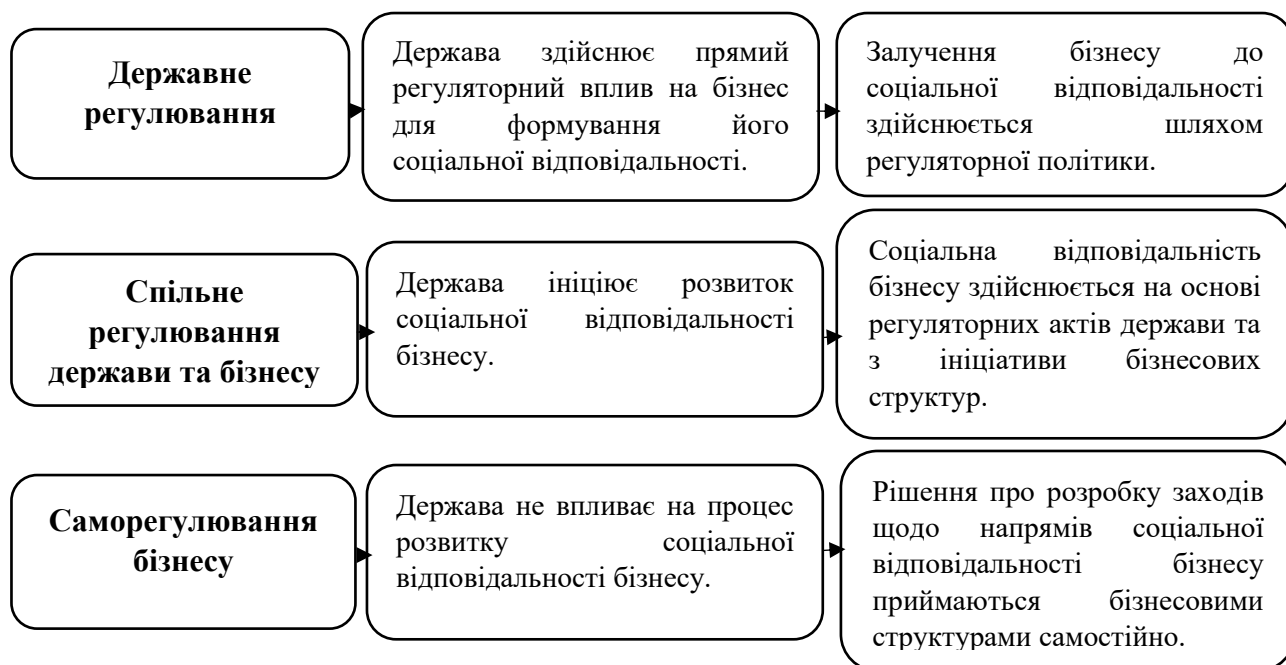 Державне
регулювання
Держава здійснює прямий
регуляторний вплив на бізнес
для формування його
соціальної відповідальності.
Залучення бізнесу до
соціальної відповідальності
здійснюється шляхом
регуляторної політики.
Спільне
регулювання
держави та бізнесу
Держава ініціює розвиток
соціальної відповідальності
бізнесу.
Соціальна відповідальність
бізнесу здійснюється на основі
регуляторних актів держави та
з ініціативи бізнесових
структур.
Саморегулювання
бізнесу
Держава не впливає на процес
розвитку соціальної
відповідальності бізнесу.
Рішення про розробку заходів
щодо напрямів соціальної
відповідальності бізнесу
приймаються бізнесовими
структурами самостійно.